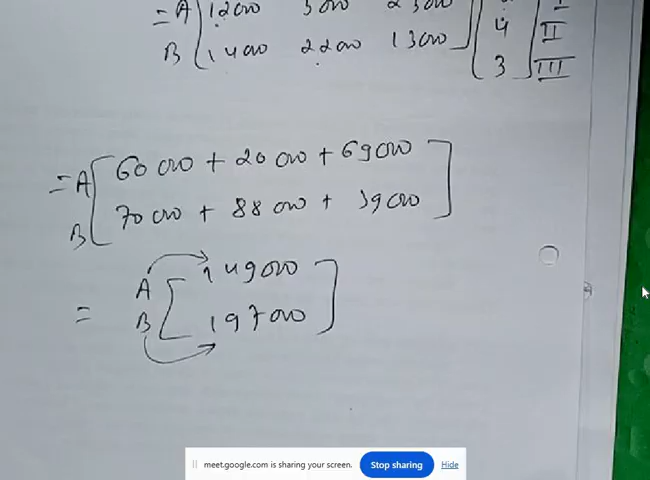 = A [ 12000 5000 23000 ] [ I
4 II
B [ 14000 22000 13000 ]
3 ] III
= A [ 60000 + 20000 + 69000 ]
B [ 70000 + 88000 + 39000 ]
A [ 149000 ]
= B [ 197000 ]
meet.google.com is sharing your screen. Stop sharing Hide